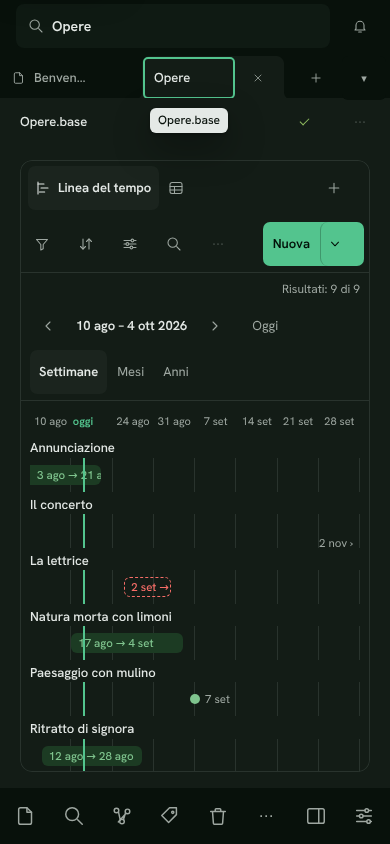 Opere
Benven...
Opere
Opere.base
Opere.base
Linea del tempo
Nuova
Risultati: 9 di 9
10 ago – 4 ott 2026
Oggi
Settimane Mesi Anni
10 ago oggi 24 ago 31 ago 7 set 14 set 21 set 28 set
Annunciazione
3 ago → 21 a
Il concerto
2 nov ›
La lettrice
2 set →
Natura morta con limoni
17 ago → 4 set
Paesaggio con mulino
7 set
Ritratto di signora
12 ago → 28 ago